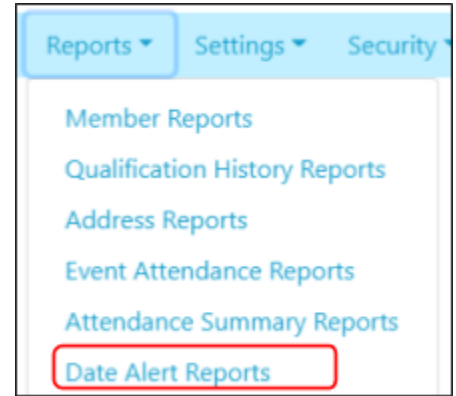 Reports Settings Security
Member Reports
Qualification History Reports
Address Reports
Event Attendance Reports
Attendance Summary Reports
Date Alert Reports